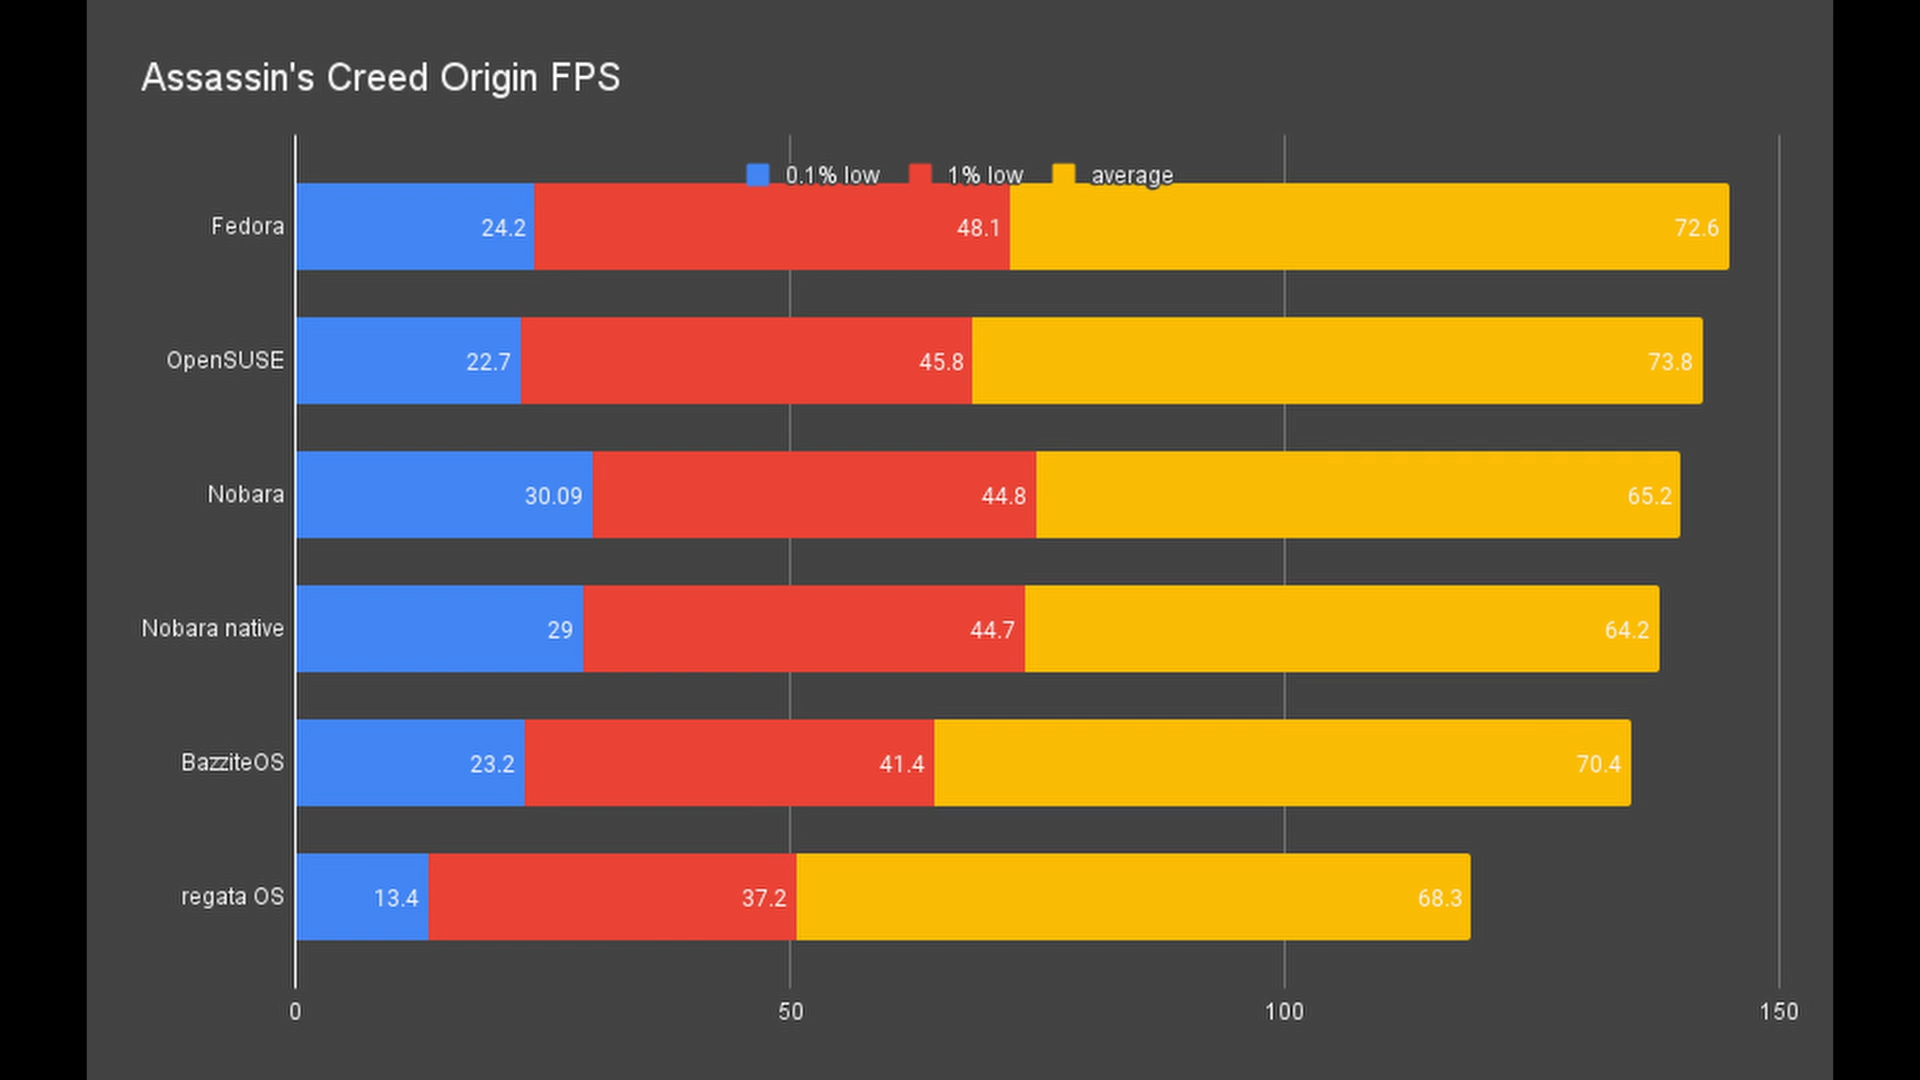 Assassin's Creed Origin FPS
0.1% low 1% low average
Fedora 24.2 48.1 72.6
OpenSUSE 22.7 45.8 73.8
Nobara 30.09 44.8 65.2
Nobara native 29 44.7 64.2
BazziteOS 23.2 41.4 70.4
regata OS 13.4 37.2 68.3
0 50 100 150